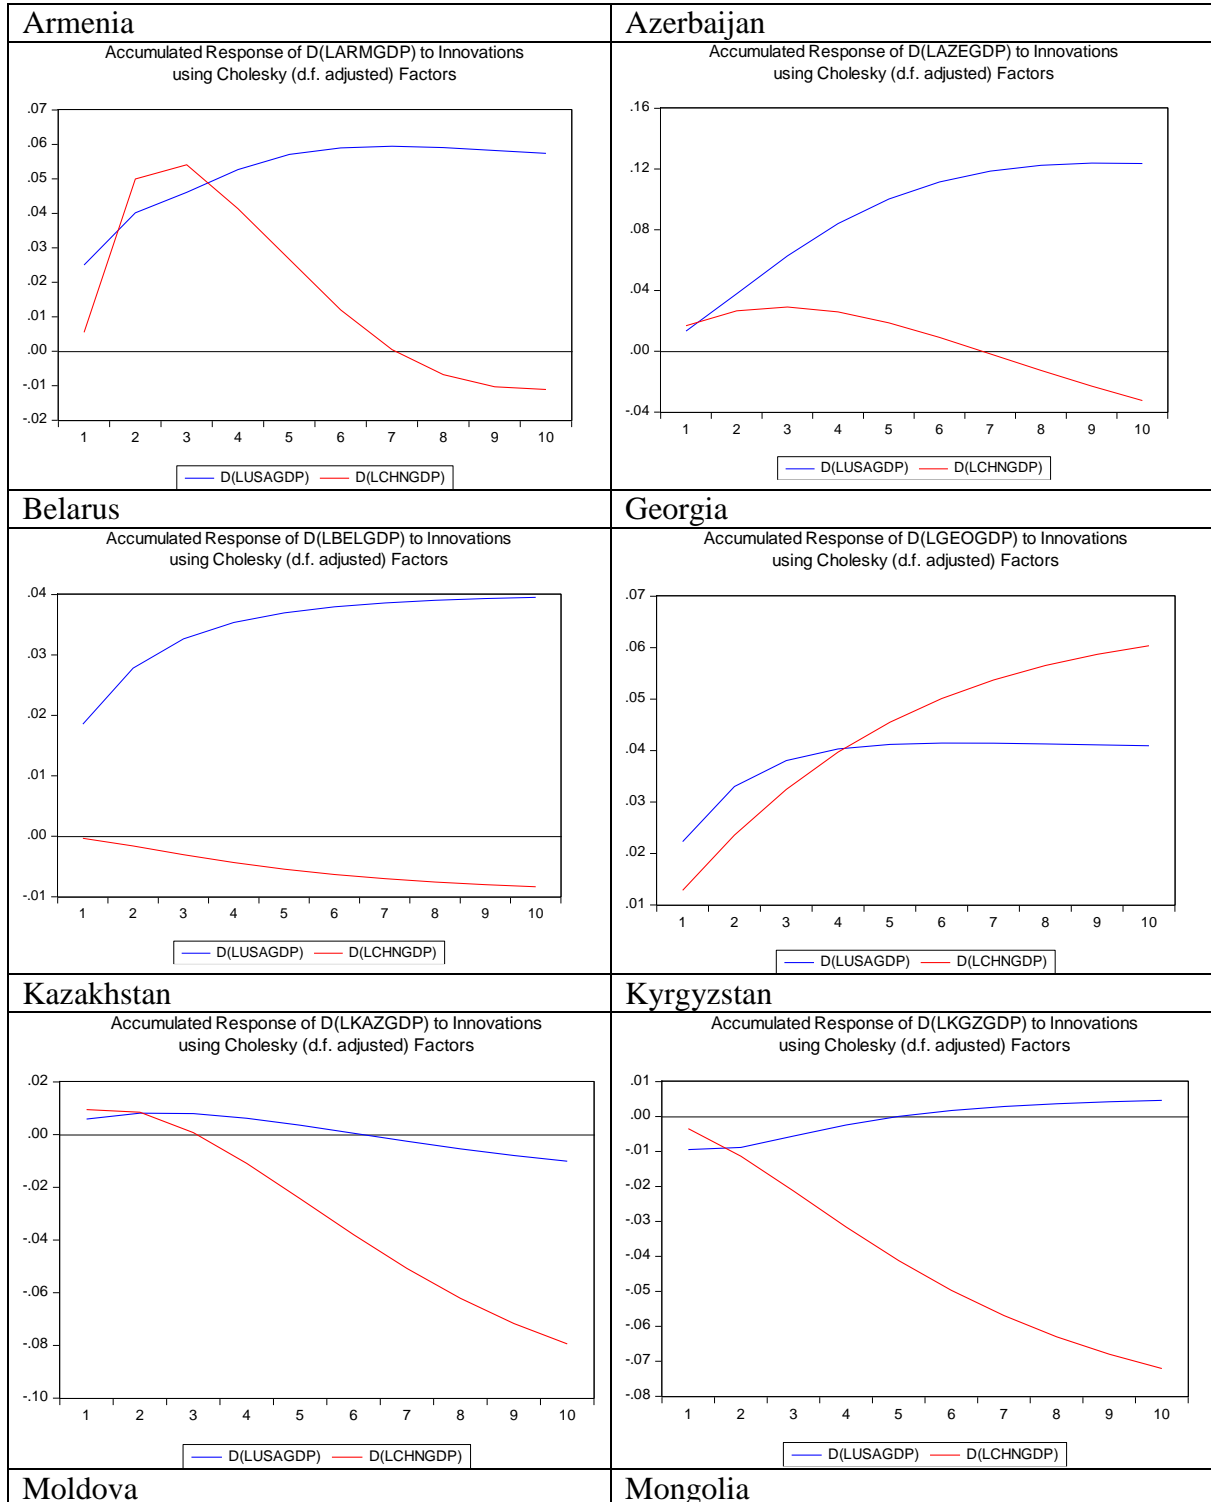 Armenia
Accumulated Response of D(LARMGDP) to Innovations
using Cholesky (d.f. adjusted) Factors
.07
.06
.05
.04
.03
.02
.01
.00
-.01
-.02
1 2 3 4 5 6 7 8 9 10
D(LUSAGDP) D(LCHNGDP)
Azerbaijan
Accumulated Response of D(LAZEGDP) to Innovations
using Cholesky (d.f. adjusted) Factors
.16
.12
.08
.04
.00
-.04
1 2 3 4 5 6 7 8 9 10
D(LUSAGDP) D(LCHNGDP)
Belarus
Accumulated Response of D(LBELGDP) to Innovations
using Cholesky (d.f. adjusted) Factors
.04
.03
.02
.01
.00
-.01
1 2 3 4 5 6 7 8 9 10
D(LUSAGDP) D(LCHNGDP)
Georgia
Accumulated Response of D(LGEOGDP) to Innovations
using Cholesky (d.f. adjusted) Factors
.07
.06
.05
.04
.03
.02
.01
1 2 3 4 5 6 7 8 9 10
D(LUSAGDP) D(LCHNGDP)
Kazakhstan
Accumulated Response of D(LKAZGDP) to Innovations
using Cholesky (d.f. adjusted) Factors
.02
.00
-.02
-.04
-.06
-.08
-.10
1 2 3 4 5 6 7 8 9 10
D(LUSAGDP) D(LCHNGDP)
Kyrgyzstan
Accumulated Response of D(LKGZGDP) to Innovations
using Cholesky (d.f. adjusted) Factors
.01
.00
-.01
-.02
-.03
-.04
-.05
-.06
-.07
-.08
1 2 3 4 5 6 7 8 9 10
D(LUSAGDP) D(LCHNGDP)
Moldova
Mongolia